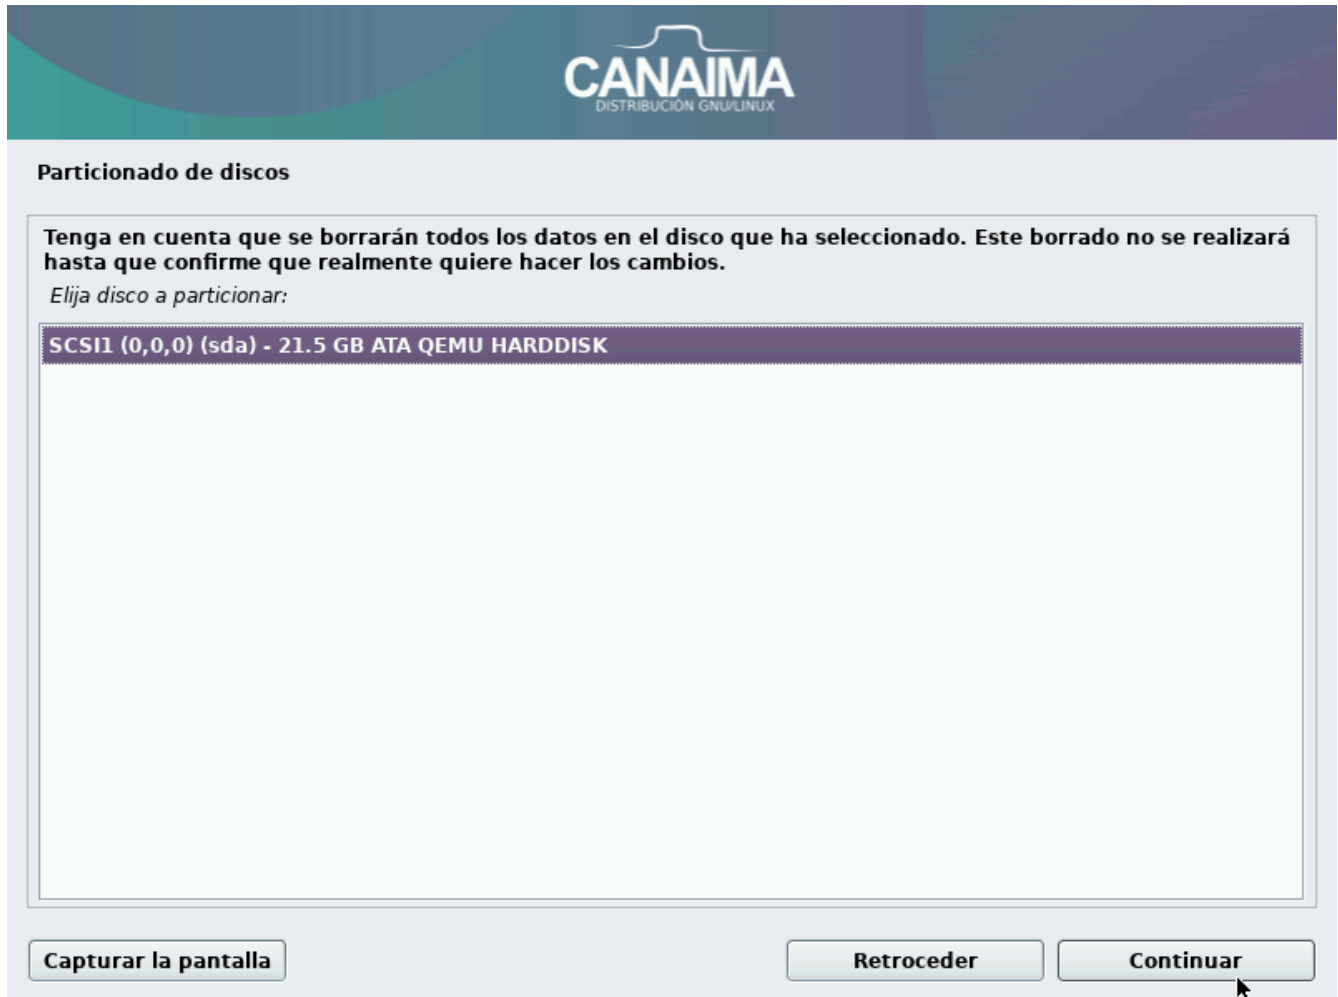 CANAIMA
DISTRIBUCIÓN GNU/LINUX
Particionado de discos
Tenga en cuenta que se borrarán todos los datos en el disco que ha seleccionado. Este borrado no se realizará
hasta que confirme que realmente quiere hacer los cambios.
Elija disco a particionar:
SCSI1 (0,0,0) (sda) - 21.5 GB ATA QEMU HARDDISK
Capturar la pantalla
Retroceder
Continuar